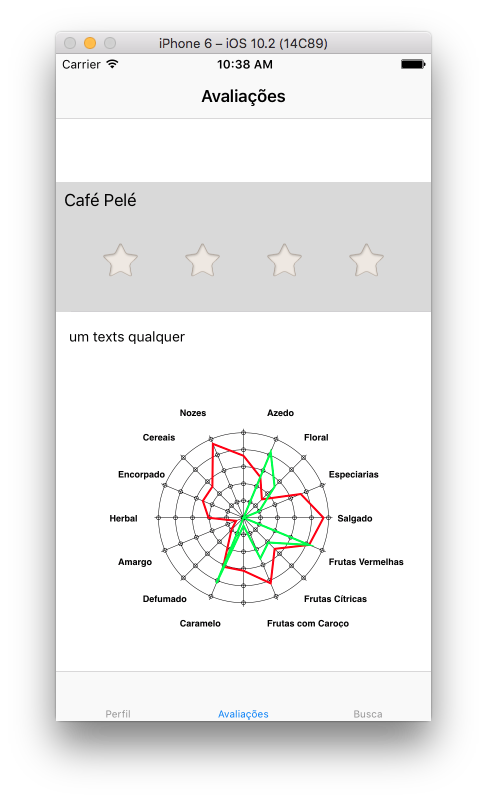 iPhone 6 – iOS 10.2 (14C89)
Carrier 10:38 AM
Avaliações
Café Pelé
um texts qualquer
Nozes Azedo
Cereais Floral
Encorpado Especiarias
Herbal Salgado
Amargo Frutas Vermelhas
Defumado Frutas Cítricas
Caramelo Frutas com Caroço
Perfil Avaliações Busca